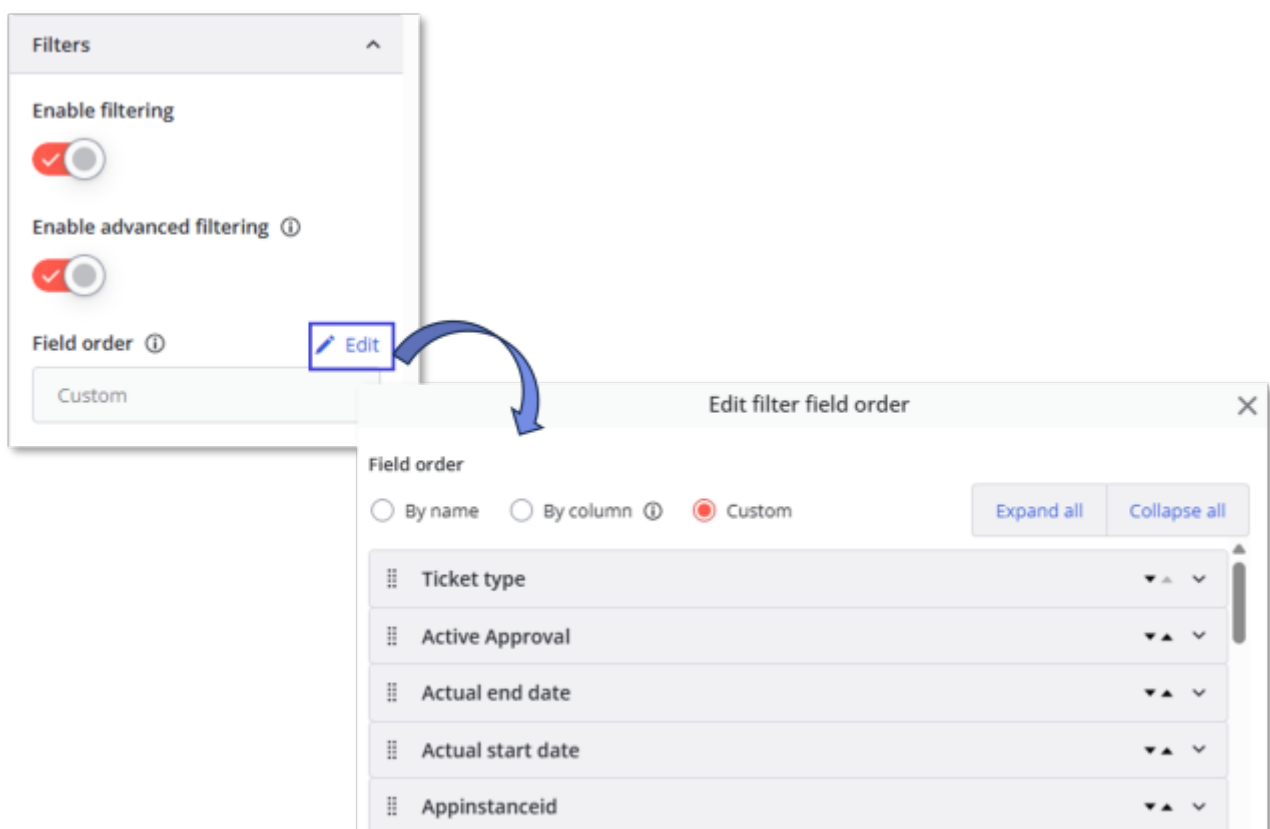 Filters
Enable filtering
Enable advanced filtering
Field order
Edit
Custom
Edit filter field order
Field order
By name By column Custom Expand all Collapse all
Ticket type
Active Approval
Actual end date
Actual start date
Appinstanceid